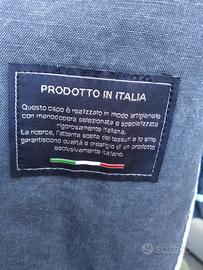 PRODOTTO IN ITALIA
Questo capo è realizzato in modo artigianale
con manodopera selezionata e specializzata
rigorosamente italiana.
La ricerca, l'attenta scelta dei tessuti e lo stile
garantiscono qualità e prestigio di un prodotto
esclusivamente italiano.
subito